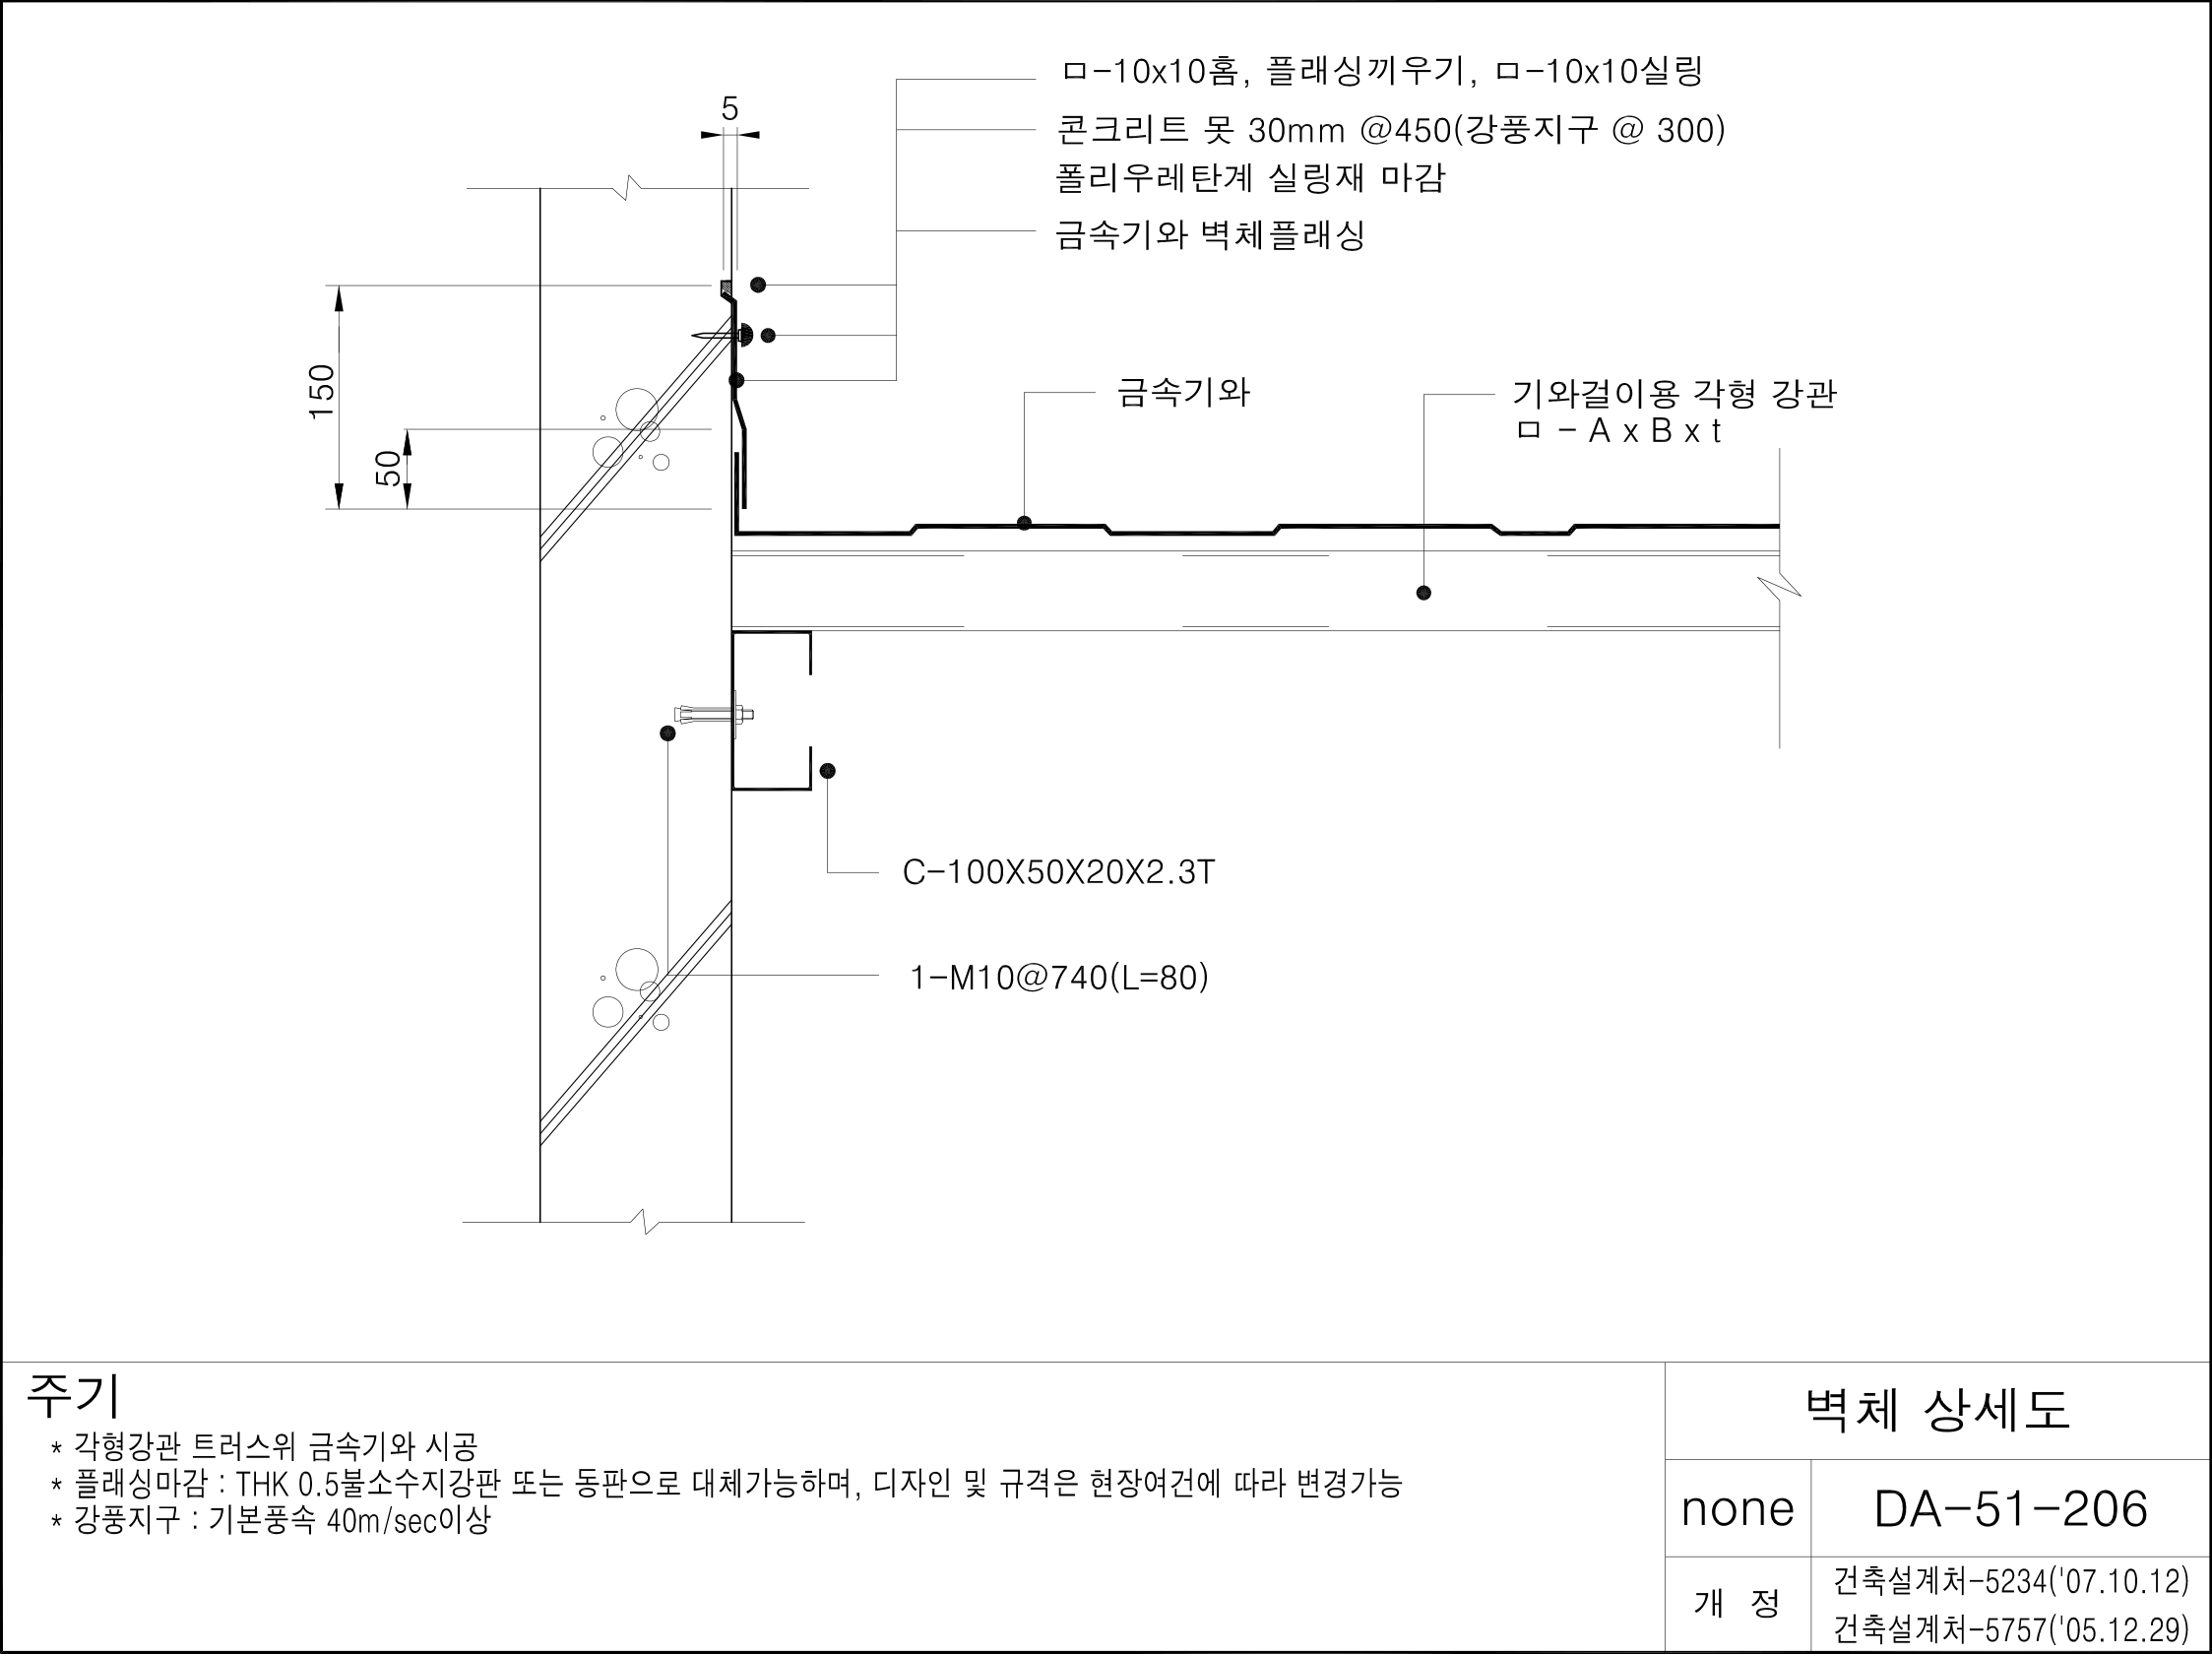 ㅁ-10x10홈, 플래싱끼우기, ㅁ-10x10실링
5
콘크리트 못 30mm @450(강풍지구 @ 300)
폴리우레탄계 실링재 마감
금속기와 벽체플래싱
150
50
금속기와
기와걸이용 각형 강관
ㅁ - A x B x t
C-100X50X20X2.3T
1-M10@740(L=80)
주기
* 각형강관 트러스위 금속기와 시공
* 플래싱마감 : THK 0.5불소수지강판 또는 동판으로 대체가능하며, 디자인 및 규격은 현장여건에 따라 변경가능
* 강풍지구 : 기본풍속 40m/sec이상
벽체 상세도
none
DA-51-206
개 정
건축설계처-5234('07.10.12)
건축설계처-5757('05.12.29)